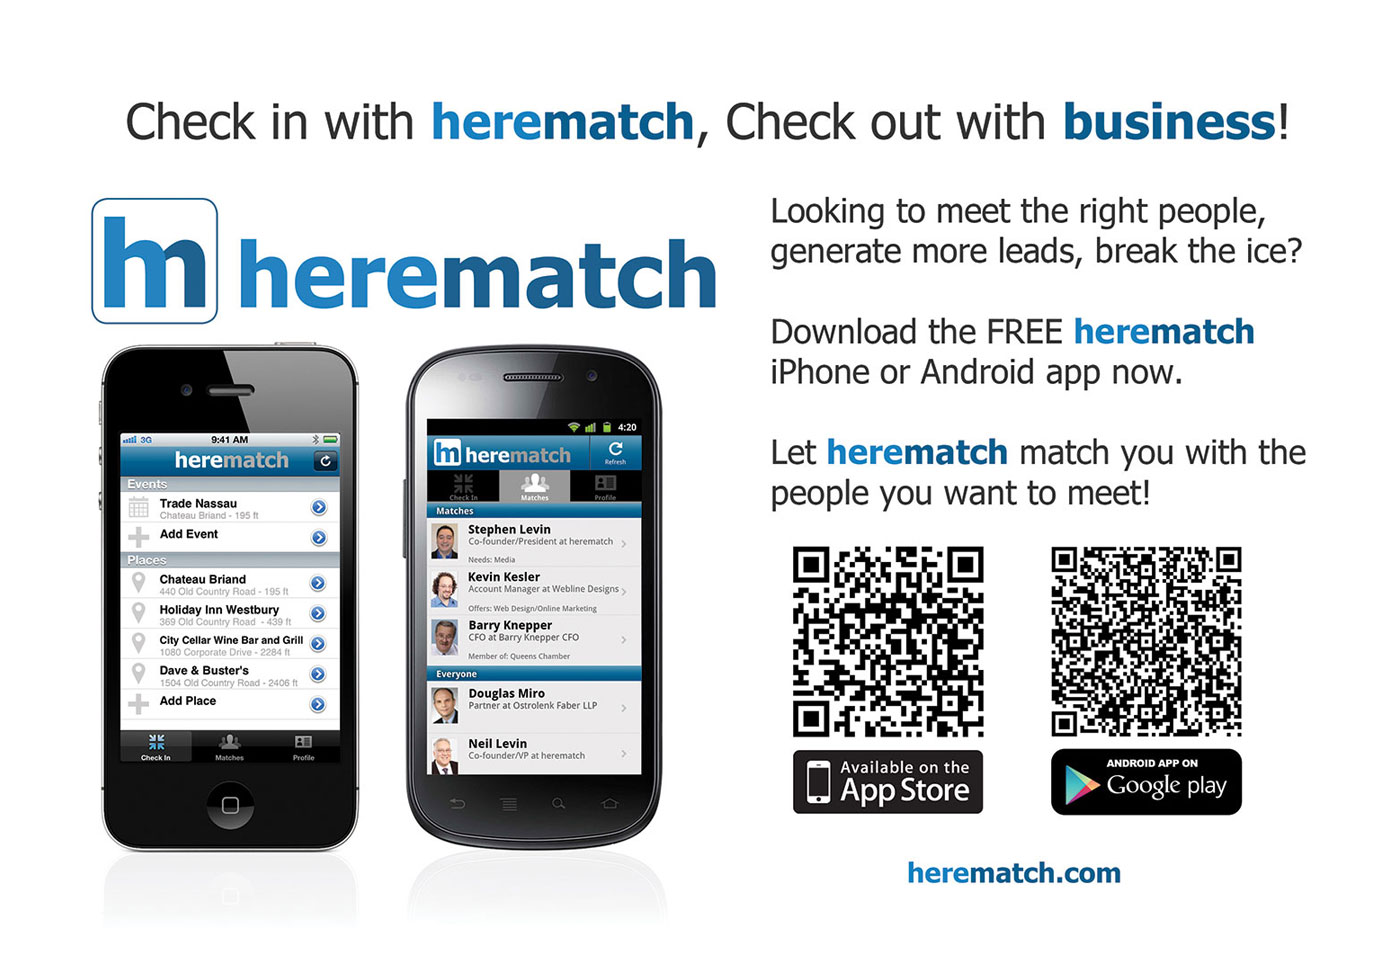 Check in with herematch, Check out with business!
hm herematch
3G 9:41 AM
herematch
Events
Trade Nassau
Chateau Briand - 195 ft
Add Event
Places
Chateau Briand
440 Old Country Road - 195 ft
Holiday Inn Westbury
369 Old Country Road - 439 ft
City Cellar Wine Bar and Grill
1080 Corporate Drive - 2284 ft
Dave & Buster's
1504 Old Country Road - 2406 ft
Add Place
Check In Matches Profile
4:20
hm herematch Refresh
Check In Matches Profile
Matches
Stephen Levin
Co-founder/President at herematch
Needs: Media
Kevin Kesler
Account Manager at Webline Designs
Offers: Web Design/Online Marketing
Barry Knepper
CFO at Barry Knepper CFO
Member of: Queens Chamber
Everyone
Douglas Miro
Partner at Ostrolenk Faber LLP
Neil Levin
Co-founder/VP at herematch
Looking to meet the right people,
generate more leads, break the ice?
Download the FREE herematch
iPhone or Android app now.
Let herematch match you with the
people you want to meet!
Available on the
App Store
ANDROID APP ON
Google play
herematch.com